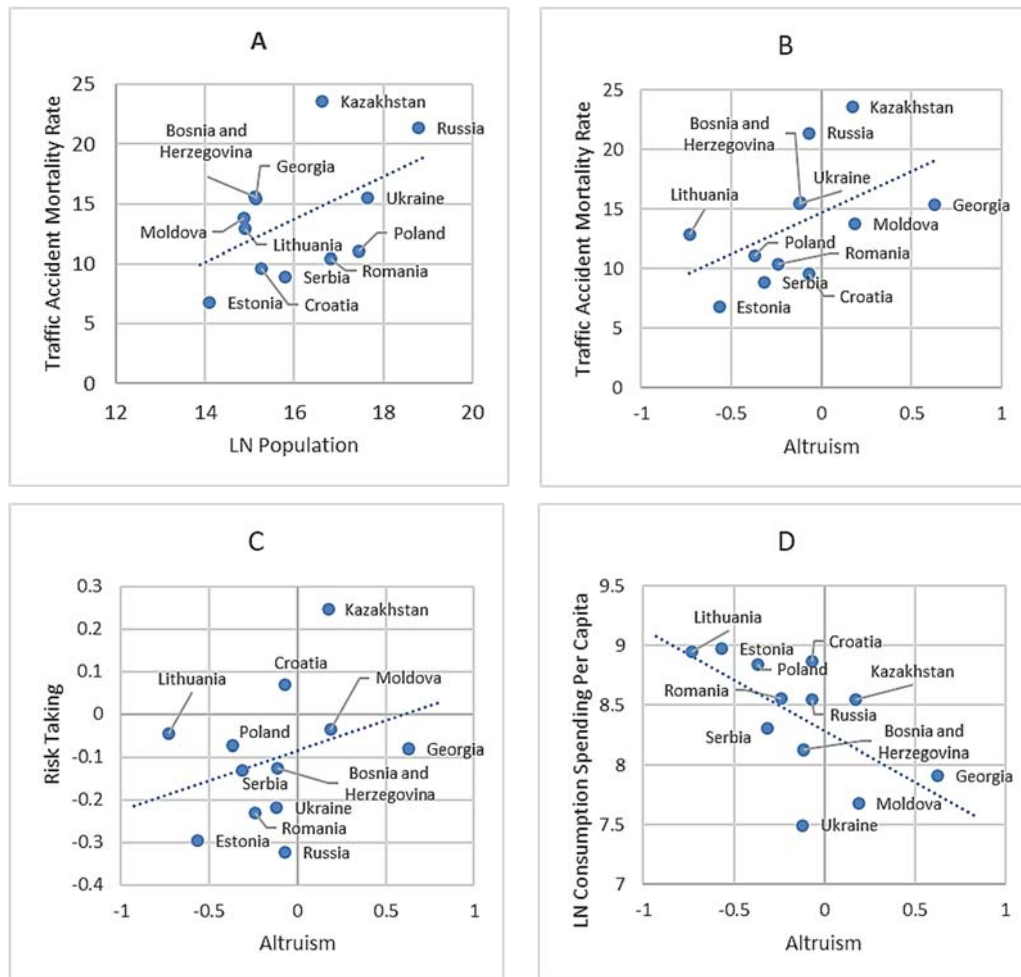 A
Traffic Accident Mortality Rate
25
20
15
10
5
0
Kazakhstan
Bosnia and
Herzegovina
Russia
Georgia
Ukraine
Moldova
Poland
Lithuania
Romania
Serbia
Croatia
Estonia
12
14
16
18
20
LN Population
B
Traffic Accident Mortality Rate
25
20
15
10
5
0
Kazakhstan
Bosnia and
Herzegovina
Russia
Ukraine
Lithuania
Georgia
Moldova
Poland
Romania
Serbia
Croatia
Estonia
-1
-0.5
0
0.5
1
Altruism
C
Risk Taking
0.3
0.2
0.1
0
-0.1
-0.2
-0.3
-0.4
Kazakhstan
Croatia
Lithuania
Moldova
Poland
Georgia
Serbia
Bosnia and
Herzegovina
Ukraine
Romania
Estonia
Russia
-1
-0.5
0
0.5
1
Altruism
D
LN Consumption Spending Per Capita
9.5
9
8.5
8
7.5
7
Lithuania
Croatia
Estonia
Poland
Kazakhstan
Romania
Russia
Serbia
Bosnia and
Herzegovina
Georgia
Moldova
Ukraine
-1
-0.5
0
0.5
1
Altruism